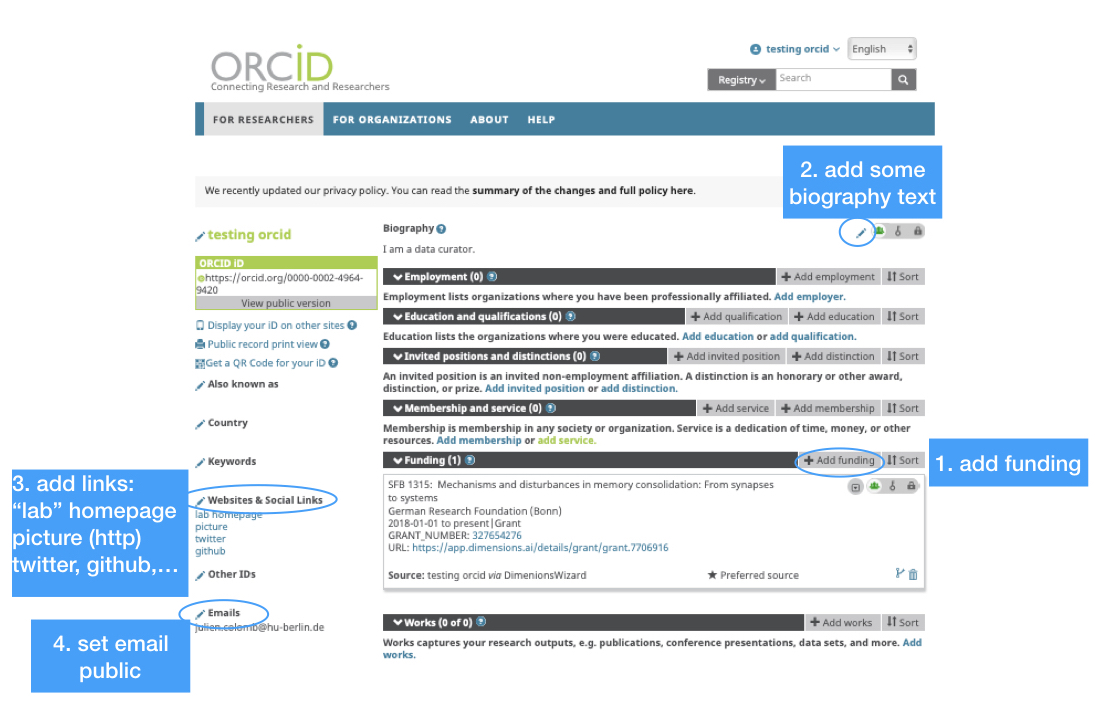 testing orcid
English
ORCID
Connecting Research and Researchers
Registry
Search
FOR RESEARCHERS
FOR ORGANIZATIONS
ABOUT
HELP
2. add some
biography text
We recently updated our privacy policy. You can read the summary of the changes and full policy here.
testing orcid
ORCID iD
https://orcid.org/0000-0002-4964-
9420
View public version
Display your iD on other sites
Public record print view
Get a QR Code for your iD
Also known as
Country
Keywords
3. add links:
“lab” homepage
picture (http)
twitter, github,...
Websites & Social Links
lab homepage
picture
twitter
github
Other IDs
Emails
julien.colomb@hu-berlin.de
4. set email
public
Biography
I am a data curator.
Employment (0)
Add employment
Sort
Employment lists organizations where you have been professionally affiliated. Add employer.
Education and qualifications (0)
Add qualification
Add education
Sort
Education lists the organizations where you were educated. Add education or add qualification.
Invited positions and distinctions (0)
Add invited position
Add distinction
Sort
An invited position is an invited non-employment affiliation. A distinction is an honorary or other award,
distinction, or prize. Add invited position or add distinction.
Membership and service (0)
Add service
Add membership
Sort
Membership is membership in any society or organization. Service is a dedication of time, money, or other
resources. Add membership or add service.
Funding (1)
Add funding
Sort
1. add funding
SFB 1315: Mechanisms and disturbances in memory consolidation: From synapses
to systems
German Research Foundation (Bonn)
2018-01-01 to present|Grant
GRANT_NUMBER: 327654276
URL: https://app.dimensions.ai/details/grant/grant.7706916
Source: testing orcid via DimenionsWizard
Preferred source
Works (0 of 0)
Add works
Sort
Works captures your research outputs, e.g. publications, conference presentations, data sets, and more. Add
works.